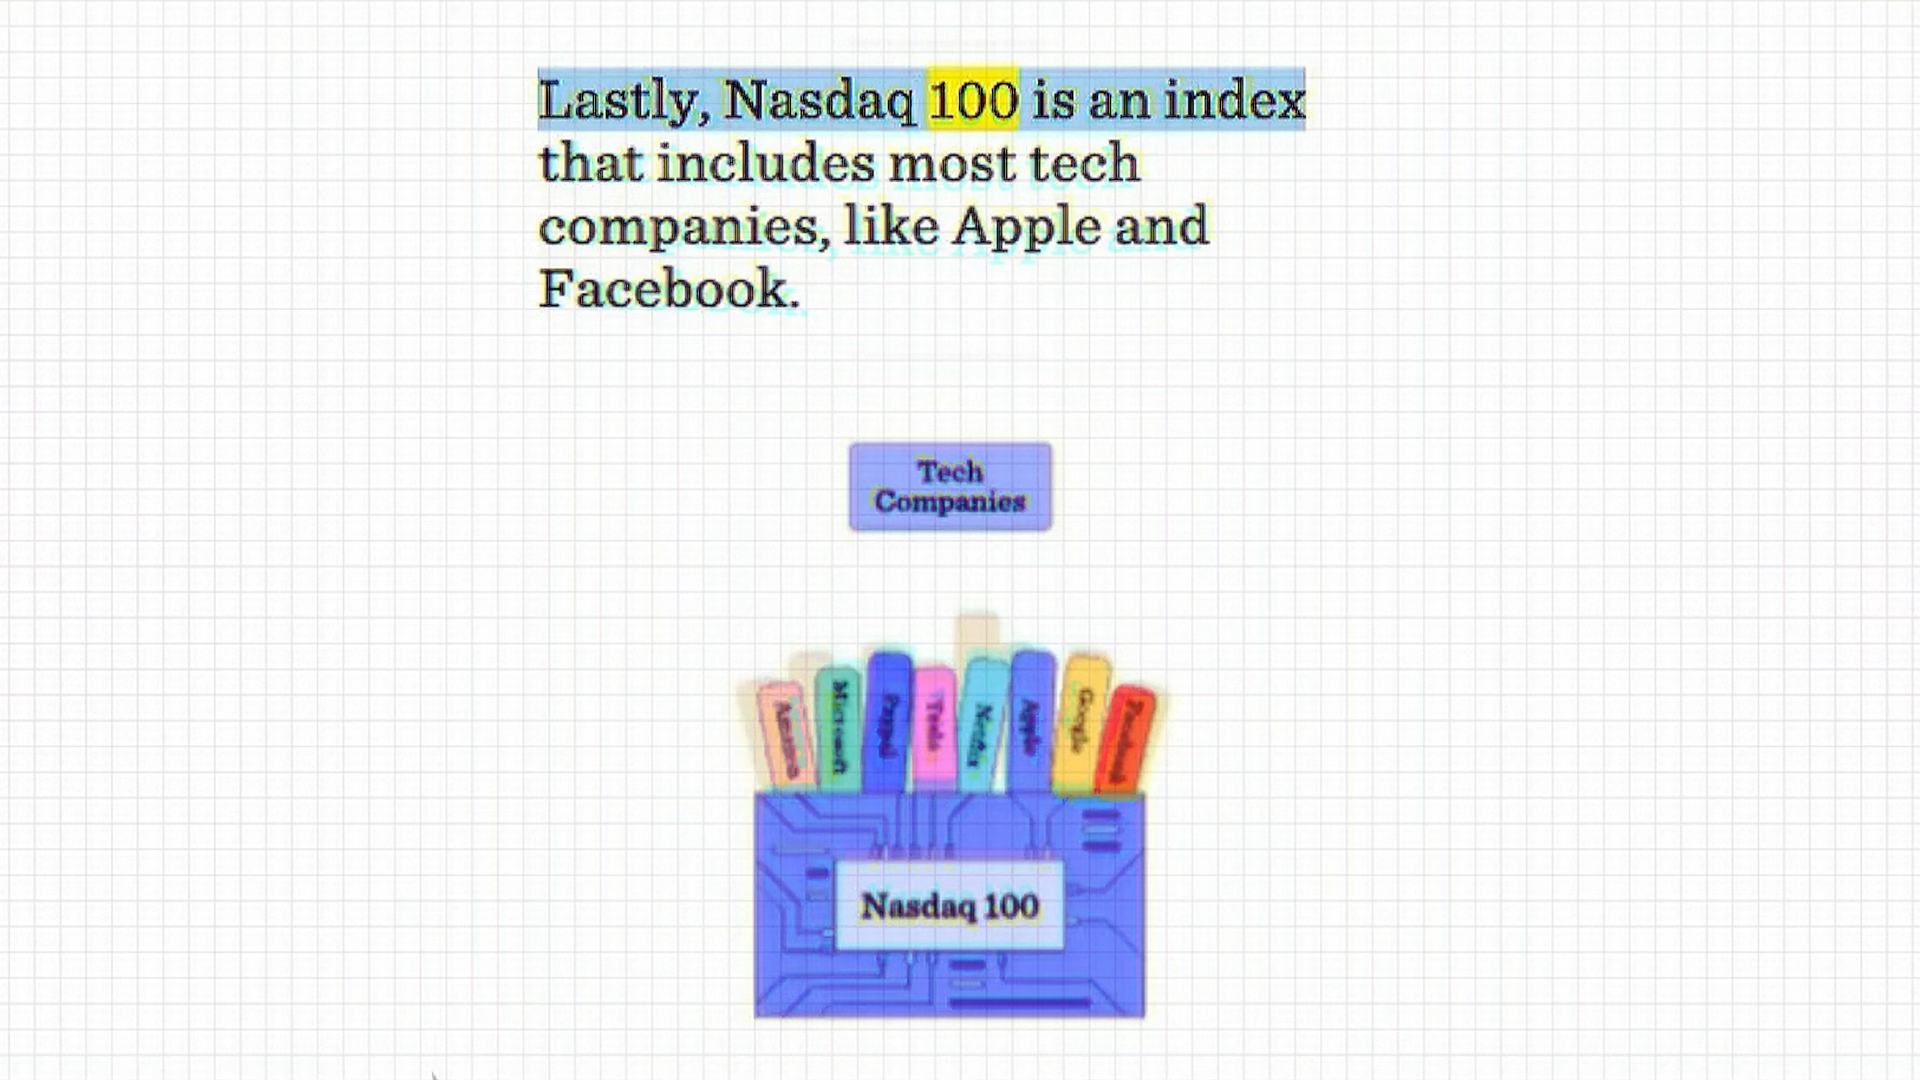 Lastly, Nasdaq 100 is an index
that includes most tech
companies, like Apple and
Facebook.
Tech
Companies
Amazon
Microsoft
Paypal
Netflix
Apple
Google
Facebook
Nasdaq 100